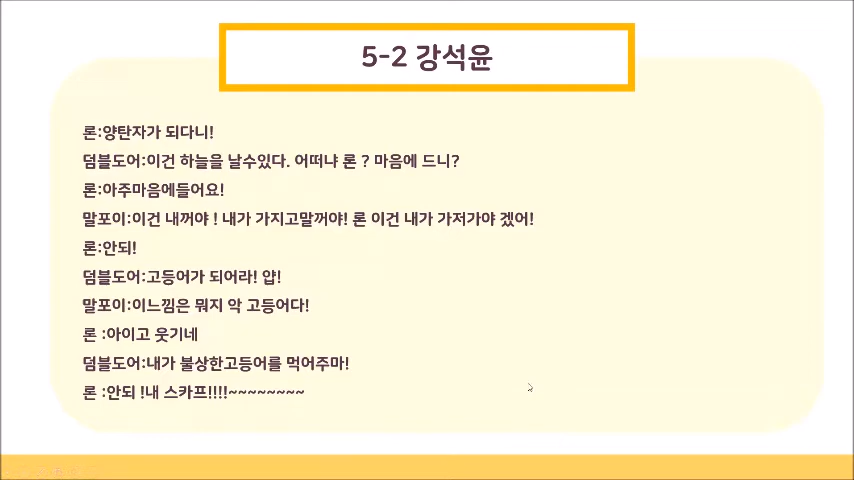 5-2 강석윤
론:양탄자가 되다니!
덤블도어:이건 하늘을 날수있다. 어떠냐 론 ? 마음에 드니?
론:아주마음에들어요!
말포이:이건 내꺼야 ! 내가 가지고말꺼야! 론 이건 내가 가저가야 겠어!
론:안되!
덤블도어:고등어가 되어라! 얍!
말포이:이느낌은 뭐지 악 고등어다!
론 :아이고 웃기네
덤블도어:내가 불상한고등어를 먹어주마!
론 :안되 !내 스카프!!!!~~~~~~~~